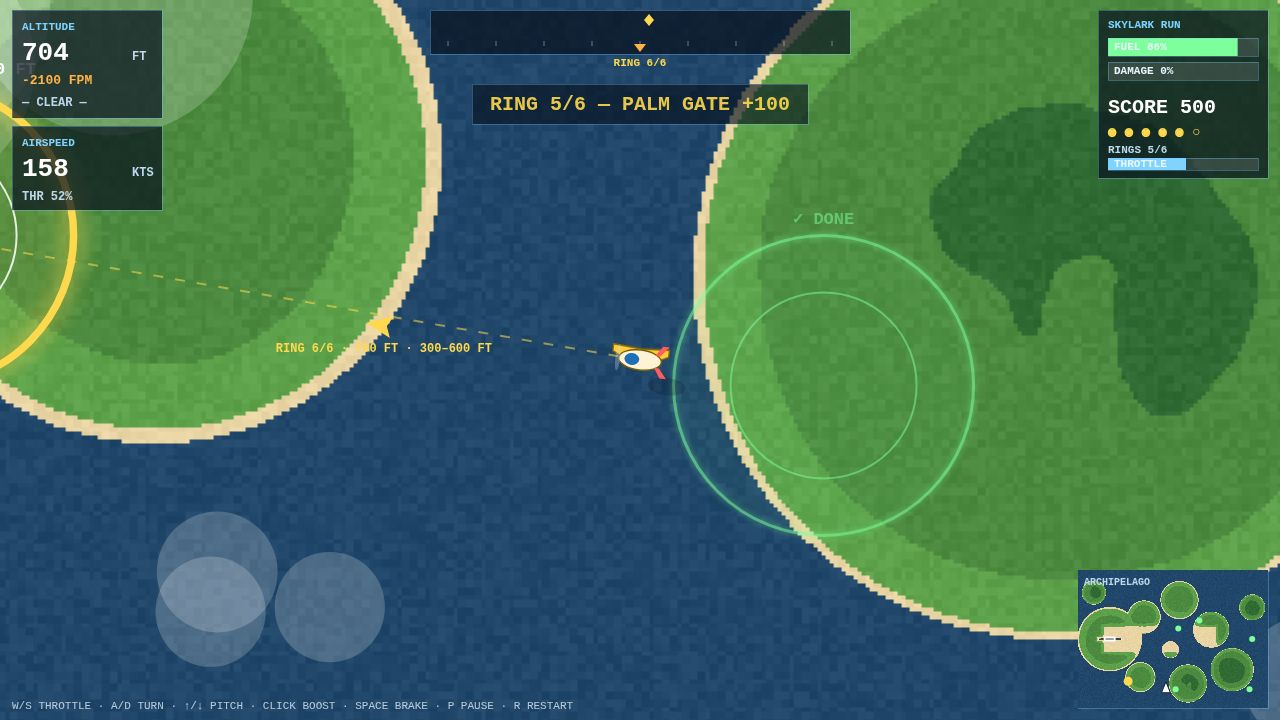 ALTITUDE
704 FT
-2100 FPM
— CLEAR —
AIRSPEED
158 KTS
THR 52%
RING 6/6
RING 5/6 — PALM GATE +100
SKYLARK RUN
FUEL 86%
DAMAGE 0%
SCORE 500
RINGS 5/6
THROTTLE
✓ DONE
RING 6/6 · FT · 300–600 FT
ARCHIPELAGO
W/S THROTTLE · A/D TURN · ↑/↓ PITCH · CLICK BOOST · SPACE BRAKE · P PAUSE · R RESTART